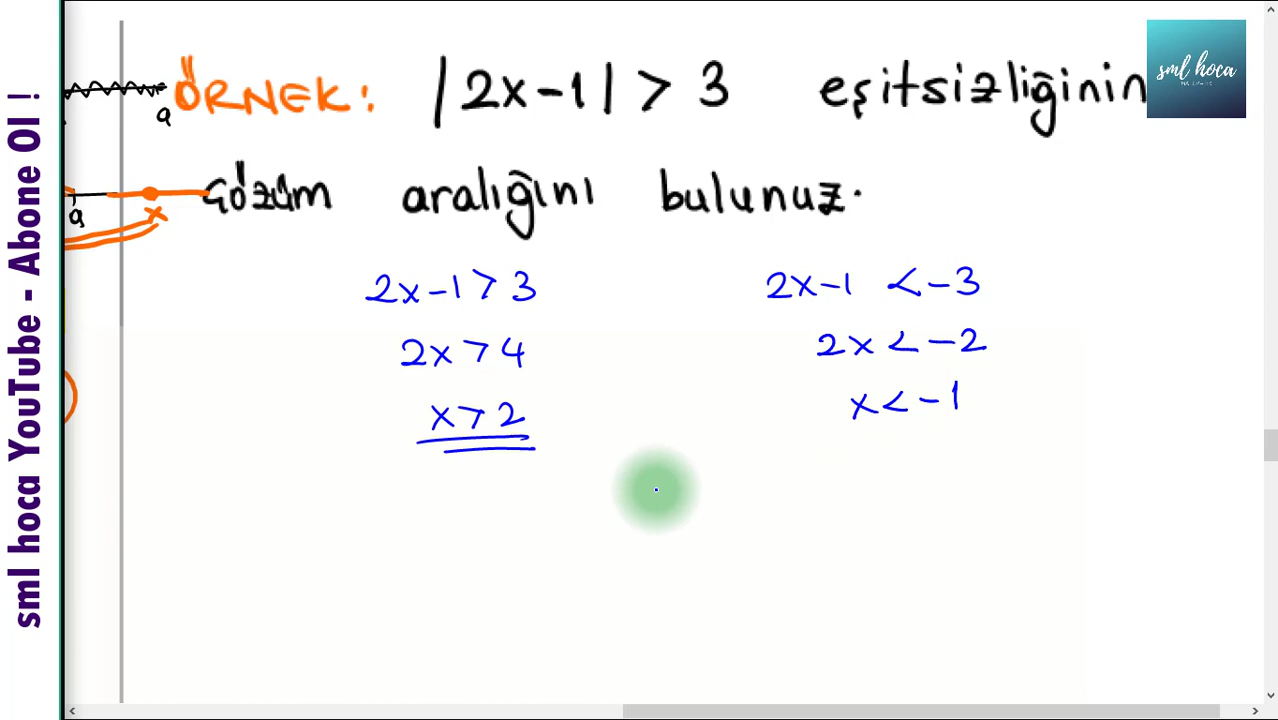 sml hoca YouTube - Abone Ol !
sml hoca
a
ÖRNEK: |2x-1| > 3 eşitsizliğinin
a
x
çözüm aralığını bulunuz.
2x-1 > 3
2x > 4
x > 2
2x-1 < -3
2x < -2
x < -1